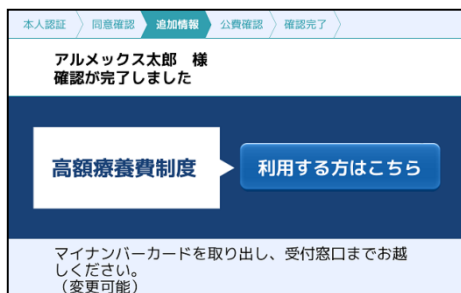 本人認証 同意確認 追加情報 公費確認 確認完了
アルメックス太郎 様
確認が完了しました
高額療養費制度 利用する方はこちら
マイナンバーカードを取り出し、受付窓口までお越
しください。
（変更可能）